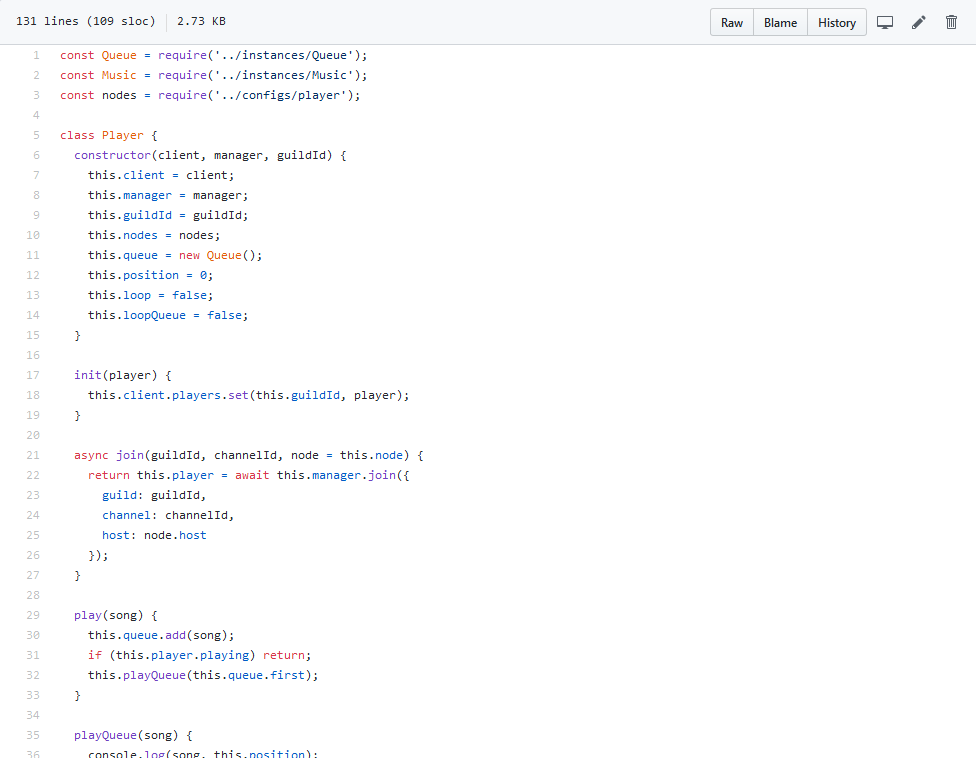 131 lines (109 sloc) 2.73 KB
Raw Blame History
1 const Queue = require('../instances/Queue');
2 const Music = require('../instances/Music');
3 const nodes = require('../configs/player');
4
5 class Player {
6 constructor(client, manager, guildId) {
7 this.client = client;
8 this.manager = manager;
9 this.guildId = guildId;
10 this.nodes = nodes;
11 this.queue = new Queue();
12 this.position = 0;
13 this.loop = false;
14 this.loopQueue = false;
15 }
16
17 init(player) {
18 this.client.players.set(this.guildId, player);
19 }
20
21 async join(guildId, channelId, node = this.node) {
22 return this.player = await this.manager.join({
23 guild: guildId,
24 channel: channelId,
25 host: node.host
26 });
27 }
28
29 play(song) {
30 this.queue.add(song);
31 if (this.player.playing) return;
32 this.playQueue(this.queue.first);
33 }
34
35 playQueue(song) {
36 console.log(song, this.position);